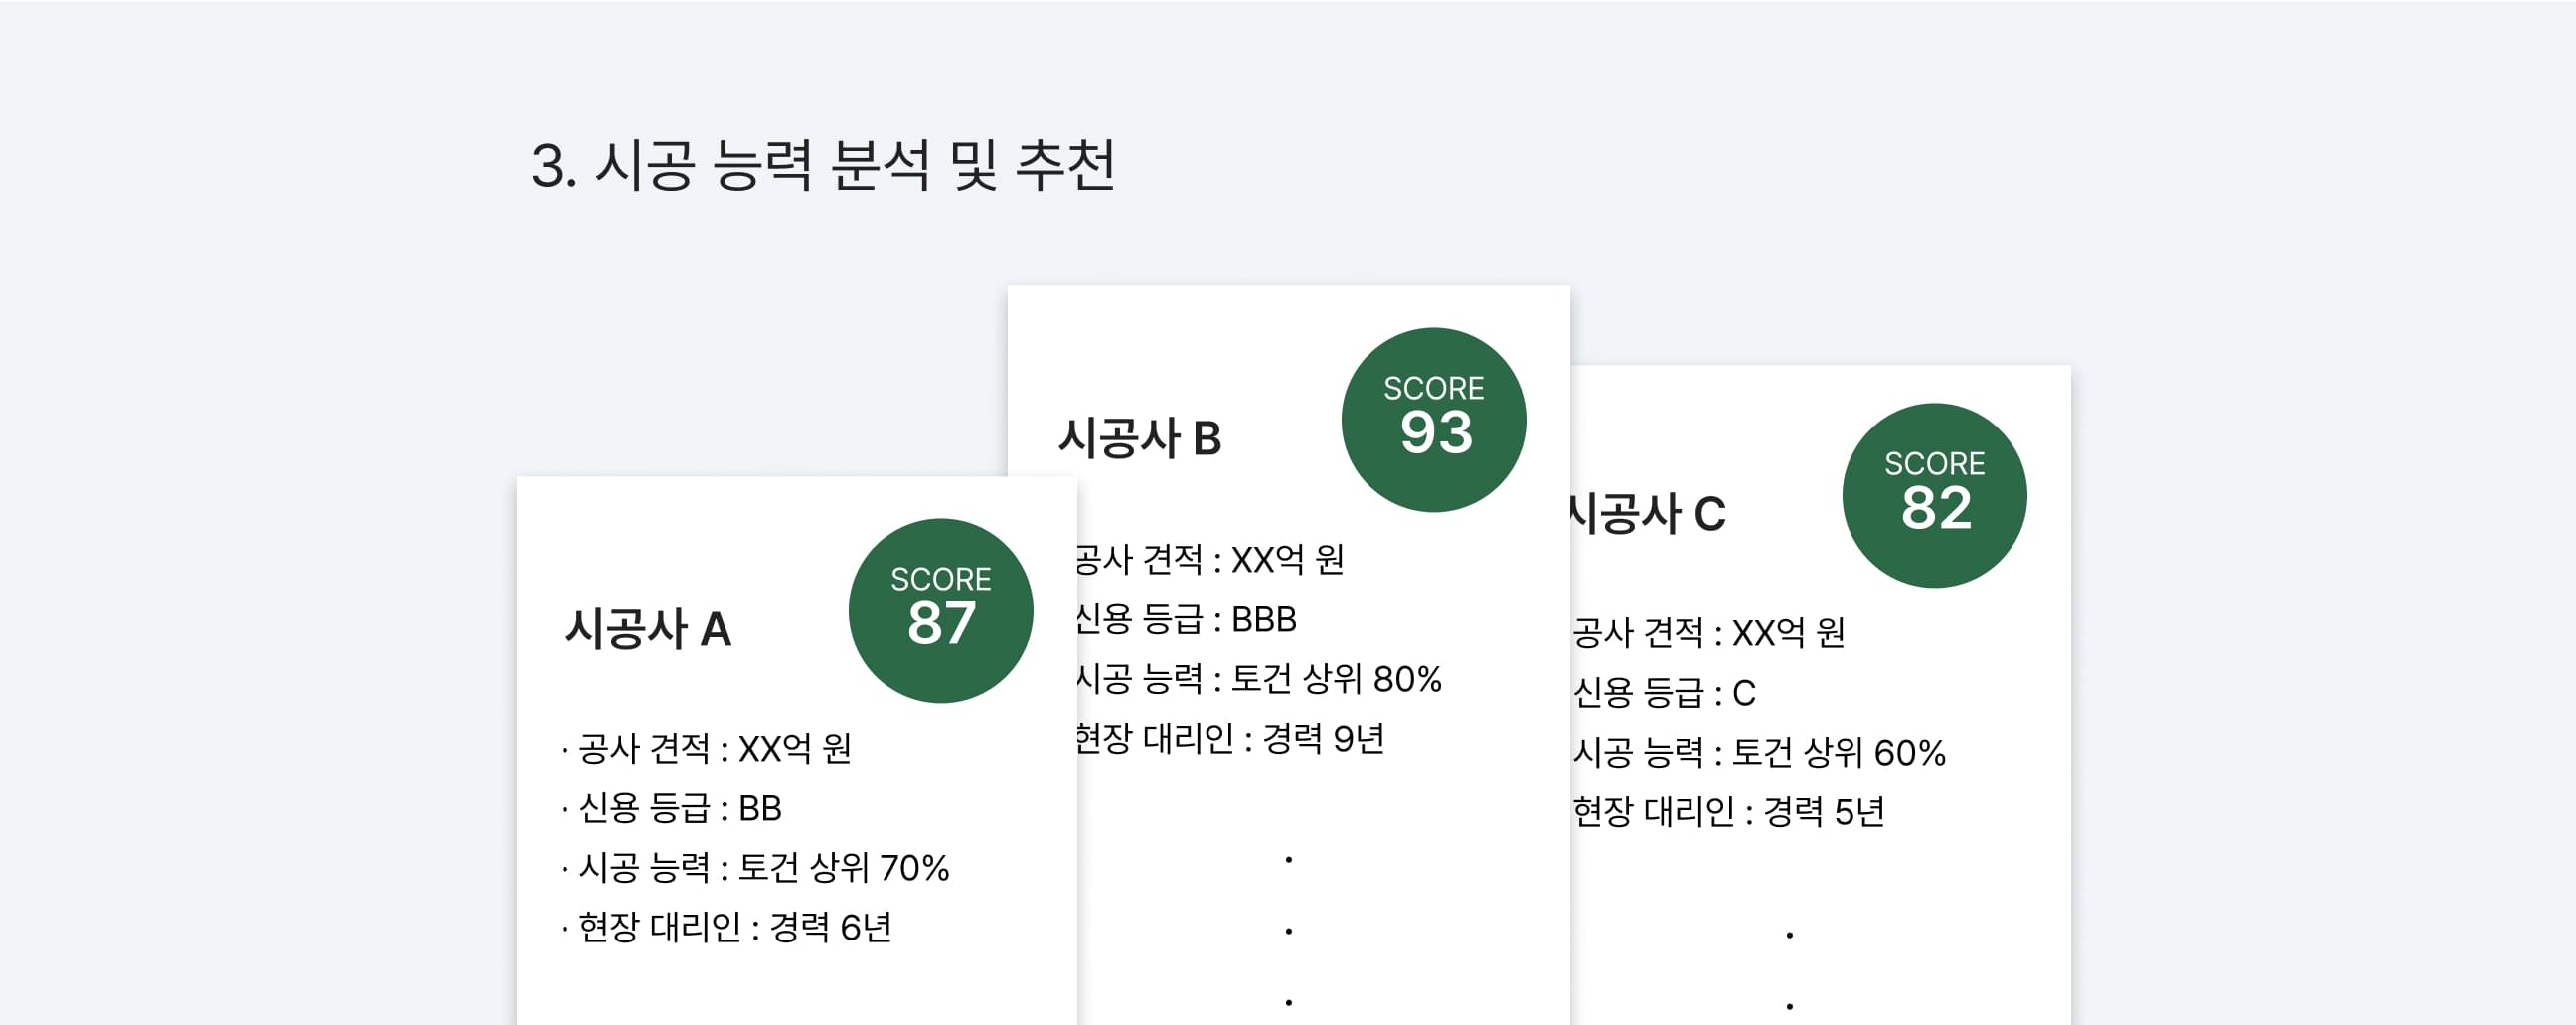 3. 시공 능력 분석 및 추천
시공사 A
SCORE
87
· 공사 견적 : XX억 원
· 신용 등급 : BB
· 시공 능력 : 토건 상위 70%
· 현장 대리인 : 경력 6년
시공사 B
SCORE
93
공사 견적 : XX억 원
신용 등급 : BBB
시공 능력 : 토건 상위 80%
현장 대리인 : 경력 9년
시공사 C
SCORE
82
공사 견적 : XX억 원
신용 등급 : C
시공 능력 : 토건 상위 60%
현장 대리인 : 경력 5년